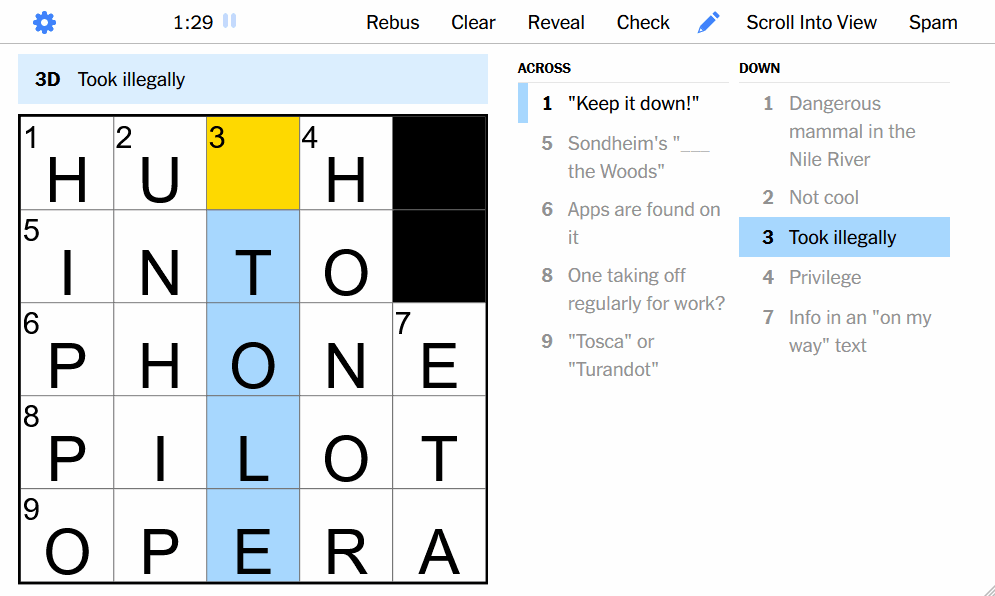 1:29 Rebus Clear Reveal Check Scroll Into View Spam
3D Took illegally
1 2 3 4
H U H
5
I N T O
6 7
P H O N E
8
P I L O T
9
O P E R A
ACROSS
1 "Keep it down!"
5 Sondheim's "___
the Woods"
6 Apps are found on
it
8 One taking off
regularly for work?
9 "Tosca" or
"Turandot"
DOWN
1 Dangerous
mammal in the
Nile River
2 Not cool
3 Took illegally
4 Privilege
7 Info in an "on my
way" text